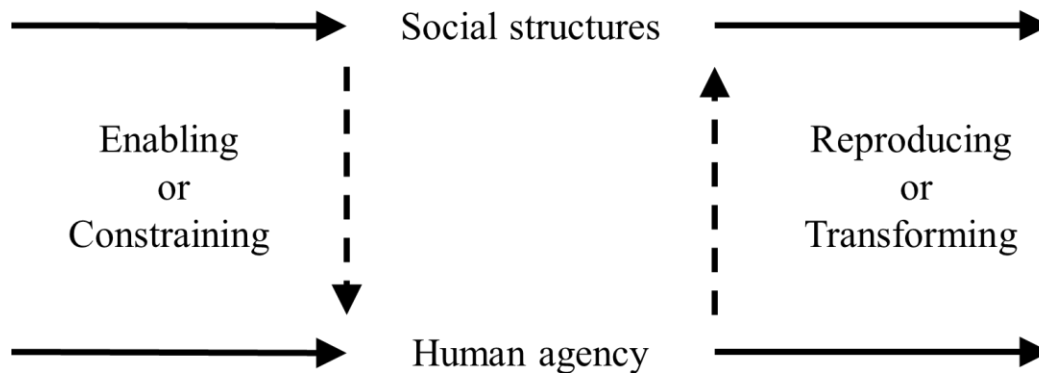 Social structures
Enabling
or
Constraining
Reproducing
or
Transforming
Human agency